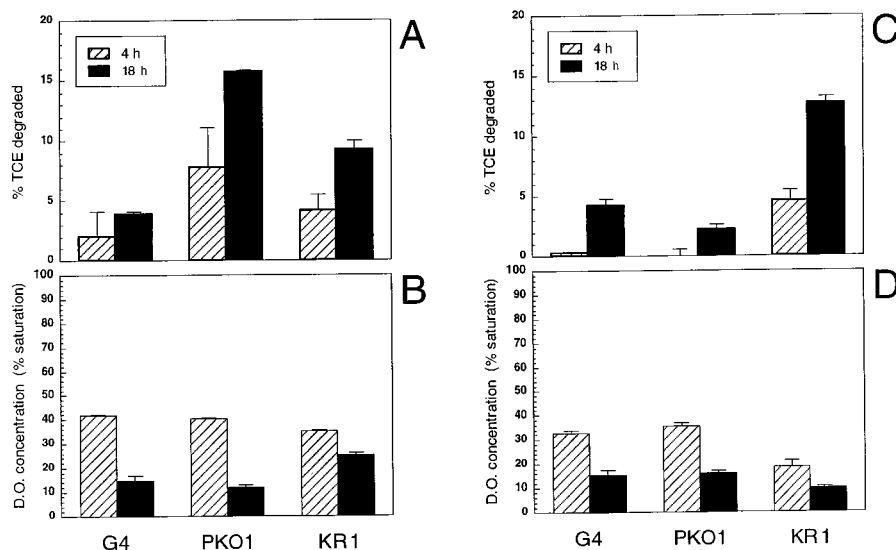 A
20
15
10
5
0
% TCE degraded
4 h
18 h
B
100
90
80
70
60
50
40
30
20
10
0
D.O. concentration (% saturation)
G4 PKO1 KR1
C
20
15
10
5
0
% TCE degraded
4 h
18 h
D
100
90
80
70
60
50
40
30
20
10
0
D.O. concentration (% saturation)
G4 PKO1 KR1